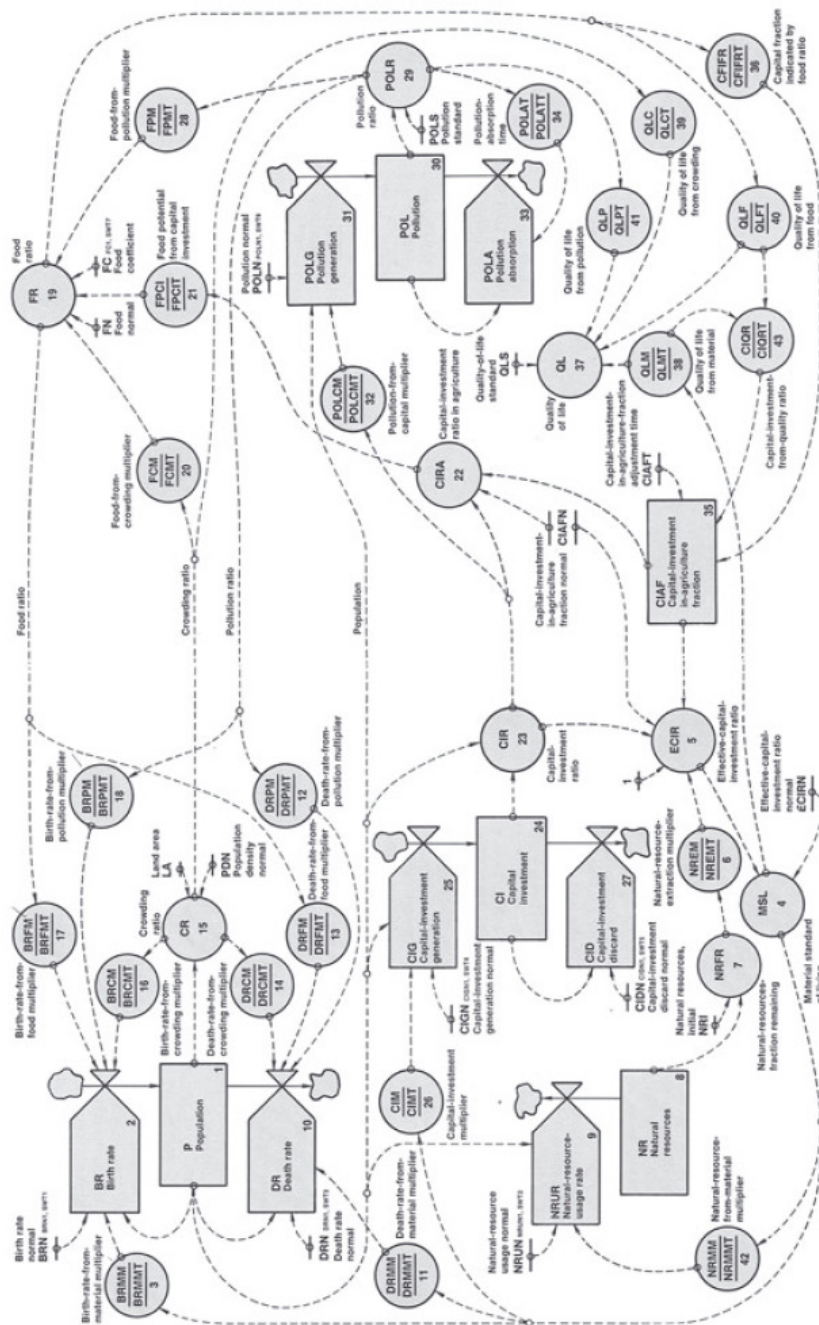 Birth rate
normal
BRN BRN1, SWT1
BR
Birth rate
2
Birth-rate-from-
material multiplier
BRMM
BRMMT
3
Birth-rate-from-
food multiplier
BRFM
BRFMT
17
Birth-rate-from-
pollution multiplier
BRPM
BRPMT
18
BRCM
BRCMT
16
Birth-rate-from-
crowding multiplier
P
Population
1
Crowding
ratio
CR
15
Land area
LA
PDN
Population
density
normal
Death-rate-from-
crowding multiplier
DRCM
DRCMT
14
DR
Death rate
10
DRN DRN1, SWT3
Death rate
normal
DRMM
DRMMT
11
Death-rate-from-
material multiplier
DRFM
DRFMT
13
Death-rate-from-
food multiplier
DRPM
DRPMT
12
Death-rate-from-
pollution multiplier
Food ratio
Crowding ratio
Pollution ratio
Population
Food
ratio
FR
19
FC FC1, SWT7
Food
coefficient
FN
Food
normal
FCM
FCMT
20
Food-from-
crowding multiplier
FPCI
FPCIT
21
Food potential
from capital
investment
FPM
FPMT
28
Food-from-
pollution multiplier
Pollution
ratio
POLR
29
POLS
Pollution
standard
Pollution-
absorption
time
POLAT
POLATT
34
Pollution normal
POLN POLN1, SWT6
POLG
Pollution
generation
31
POL
Pollution
30
POLA
Pollution
absorption
33
POLCM
POLCMT
32
Pollution-from-
capital multiplier
CIRA
22
Capital-investment
ratio in agriculture
Quality-of-life
standard
QLS
QL
37
Quality
of life
QLP
QLPT
41
Quality of life
from pollution
QLC
QLCT
39
Quality of life
from crowding
QLF
QLFT
40
Quality of life
from food
QLM
QLMT
38
Quality of life
from material
CIQR
CIQRT
43
Capital-investment-
from-quality ratio
CFIFR
CFIFRT
36
Capital fraction
indicated by
food ratio
Capital-investment-
in-agriculture-fraction
adjustment time
CIAFT
CIAF
Capital-investment-
in-agriculture
fraction
35
Capital-investment-
in-agriculture
fraction normal
CIAFN
CIR
23
Capital-
investment
ratio
CIG
Capital-investment
generation
25
CIGN CIGN1, SWT4
Capital-investment
generation normal
CIM
CIMT
26
Capital-investment
multiplier
CI
Capital
investment
24
CID
Capital-investment
discard
27
CIDN CIDN1, SWT5
Capital-investment
discard normal
1
ECIR
5
Effective-capital-
investment ratio
Effective-capital-
investment ratio
normal
ECIRN
Natural-resource-
extraction multiplier
NREM
NREMT
6
MSL
4
Material standard
Natural resources,
initial
NRI
NRFR
7
Natural-resources-
fraction remaining
Natural-resource
usage normal
NRUN NRUN1, SWT2
NRUR
Natural-resource-
usage rate
9
NR
Natural
resources
8
NRMM
NRMMT
42
Natural-resource-
from-material
multiplier